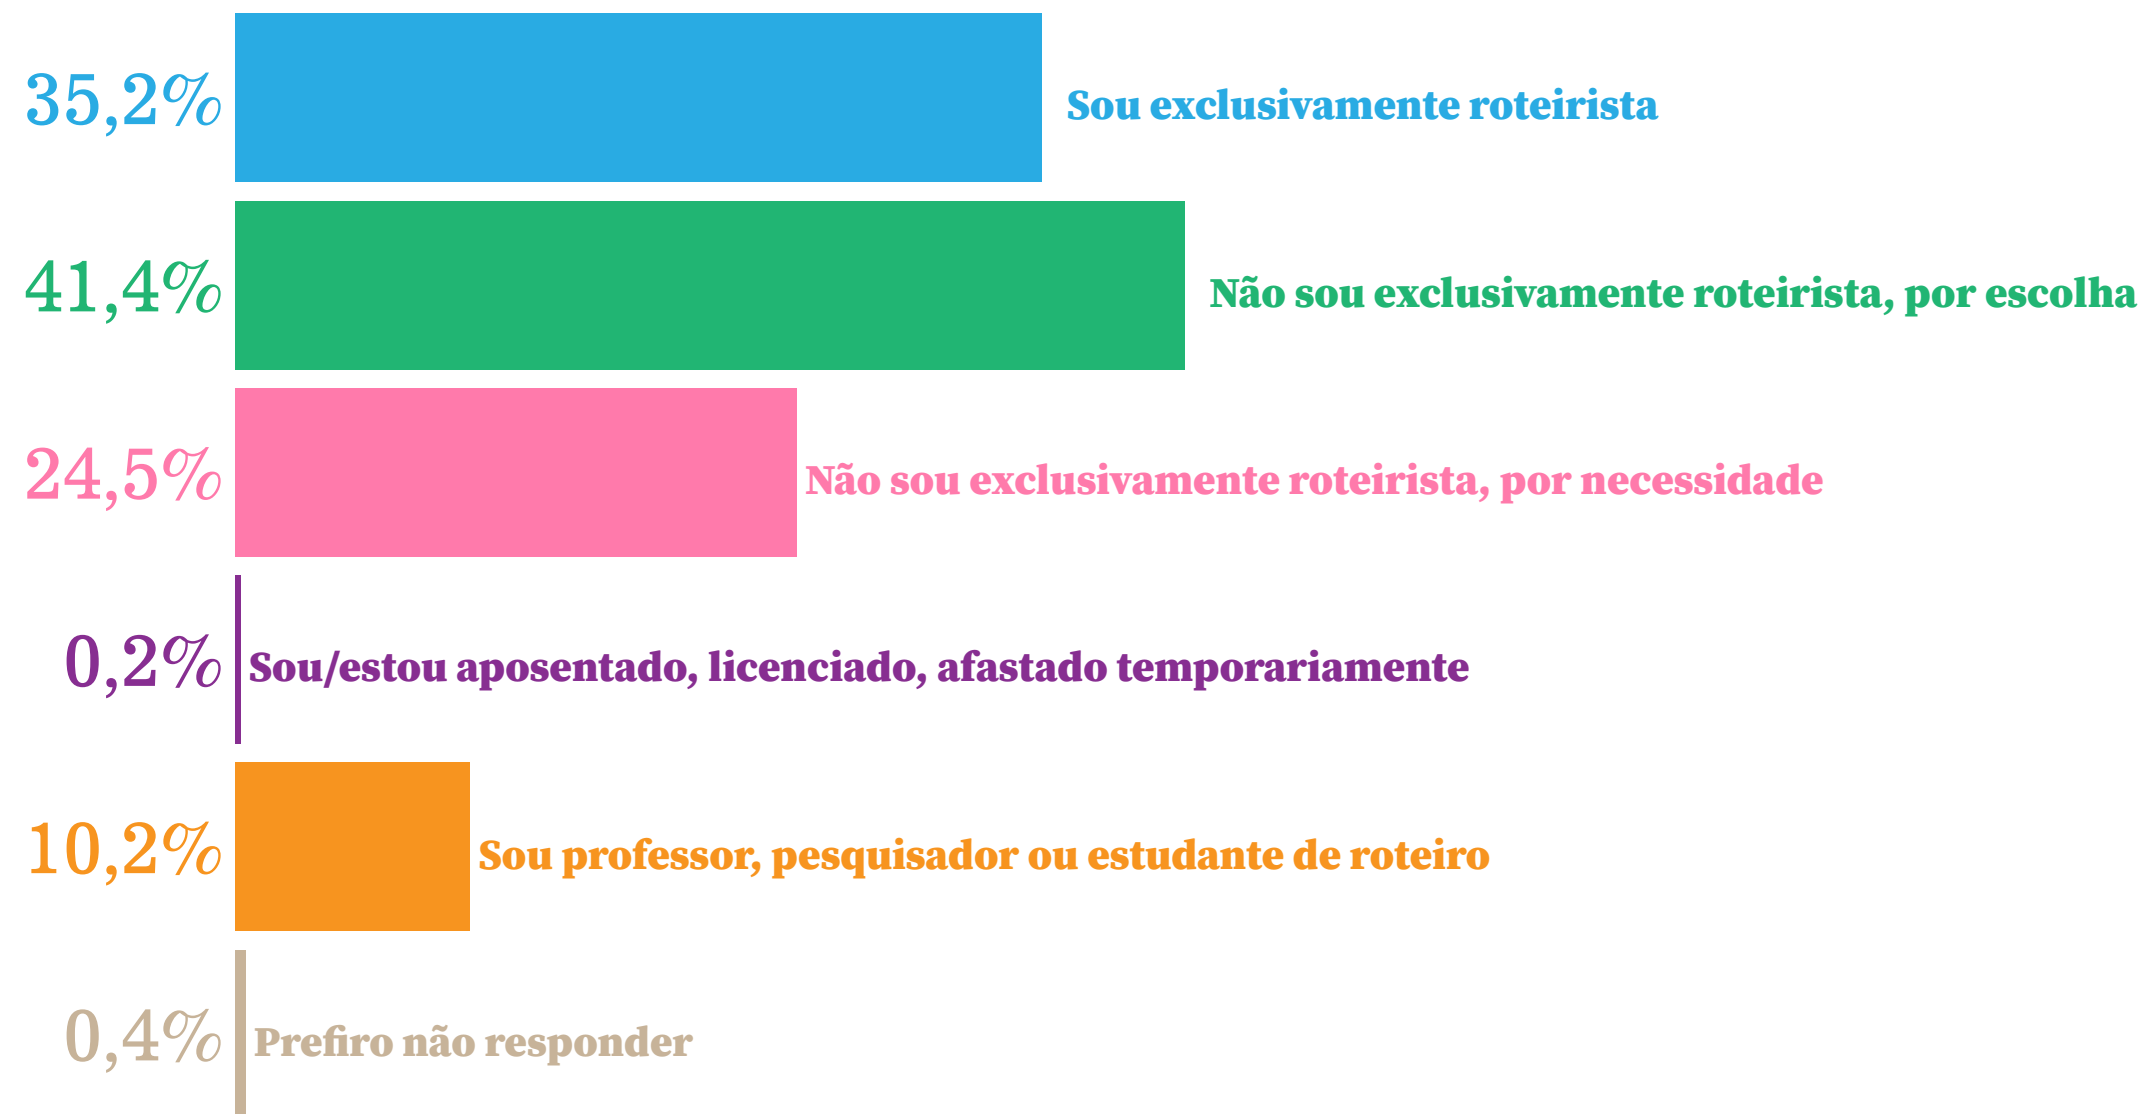 35,2% Sou exclusivamente roteirista
41,4% Não sou exclusivamente roteirista, por escolha
24,5% Não sou exclusivamente roteirista, por necessidade
0,2% Sou/estou aposentado, licenciado, afastado temporariamente
10,2% Sou professor, pesquisador ou estudante de roteiro
0,4% Prefiro não responder